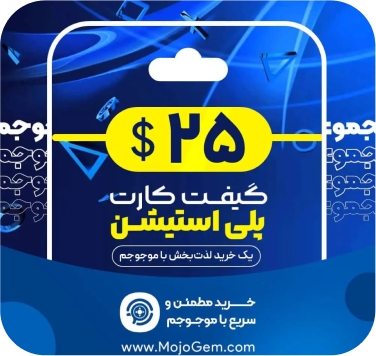 $ ۲۵
گیفت کارت
پلی استیشن
یک خرید لذت‌بخش با موجوجم
خرید مطمئن و
سریع با موجوجم
www.MojoGem.com